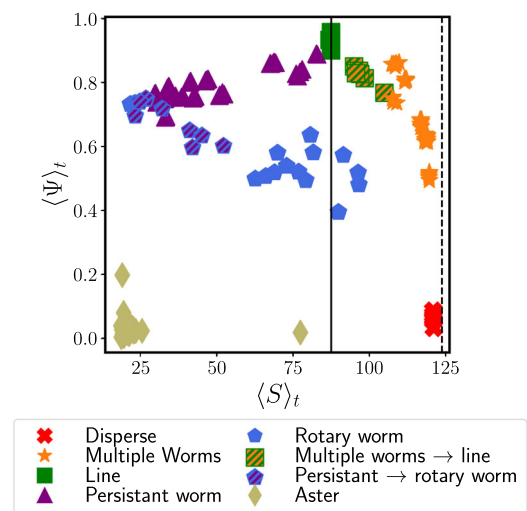 1.0
0.8
0.6
0.4
0.2
0.0
⟨Ψ⟩t
25 50 75 100 125
⟨S⟩t
Disperse
Multiple Worms
Line
Persistant worm
Rotary worm
Multiple worms → line
Persistant → rotary worm
Aster